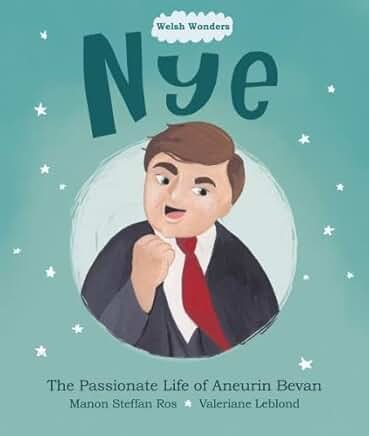 Welsh Wonders
Nye
The Passionate Life of Aneurin Bevan
Manon Steffan Ros ★ Valeriane Leblond